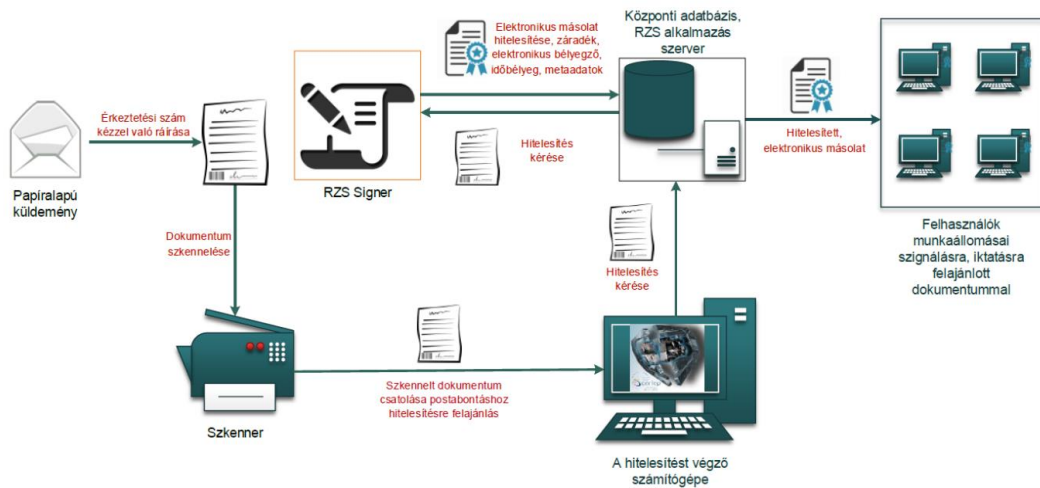 Elektronikus másolat
hitelesítése, záradék,
elektronikus bélyegző,
időbélyeg, metaadatok
Központi adatbázis,
RZS alkalmazás
szerver
Érkeztetési szám
kézzel való ráírása
Papíralapú
küldemény
RZS Signer
Hitelesítés
kérése
Hitelesített,
elektronikus másolat
Felhasználók
munkaállomásai
szignálásra, iktatásra
felajánlott
dokumentummal
Dokumentum
szkennelése
Hitelesítés
kérése
Szkenner
Szkennelt dokumentum
csatolása postabontáshoz
hitelesítésre felajánlás
A hitelesítést végző
számítógépe